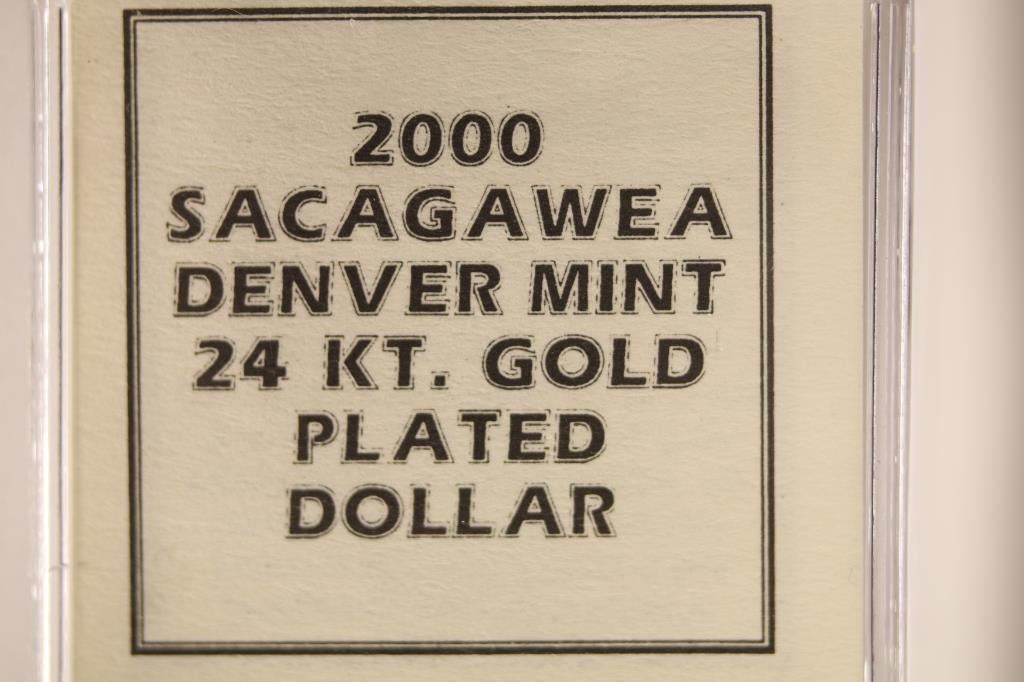 2000
SACAGAWEA
DENVER MINT
24 KT. GOLD
PLATED
DOLLAR